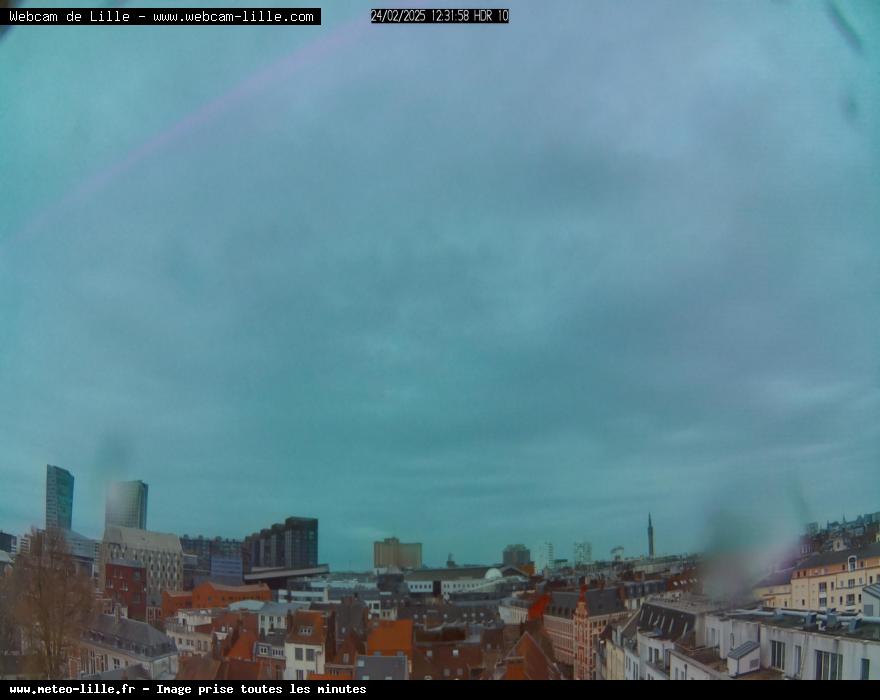 Webcam de Lille - www.webcam-lille.com
24/02/2025 12:31:58 HDR 10
www.meteo-lille.fr - Image prise toutes les minutes